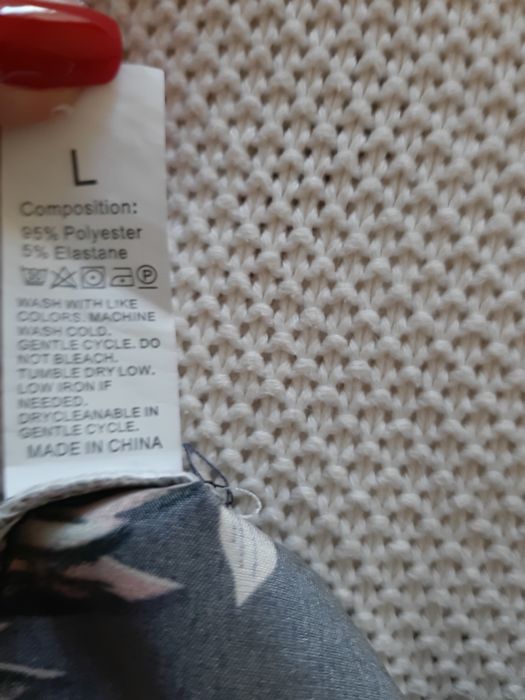 L
Composition:
95% Polyester
5% Elastane
P
WASH WITH LIKE
COLORS. MACHINE
WASH COLD.
GENTLE CYCLE. DO
NOT BLEACH.
TUMBLE DRY LOW.
LOW IRON IF
NEEDED.
DRYCLEANABLE IN
GENTLE CYCLE.
MADE IN CHINA